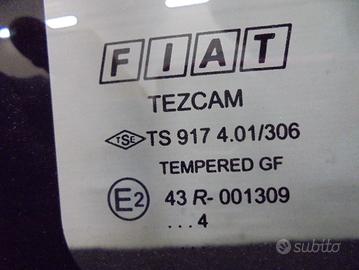 FIAT
TEZCAM
TSE TS 917 4.01/306
TEMPERED GF
E2 43 R- 001309
...4
subito